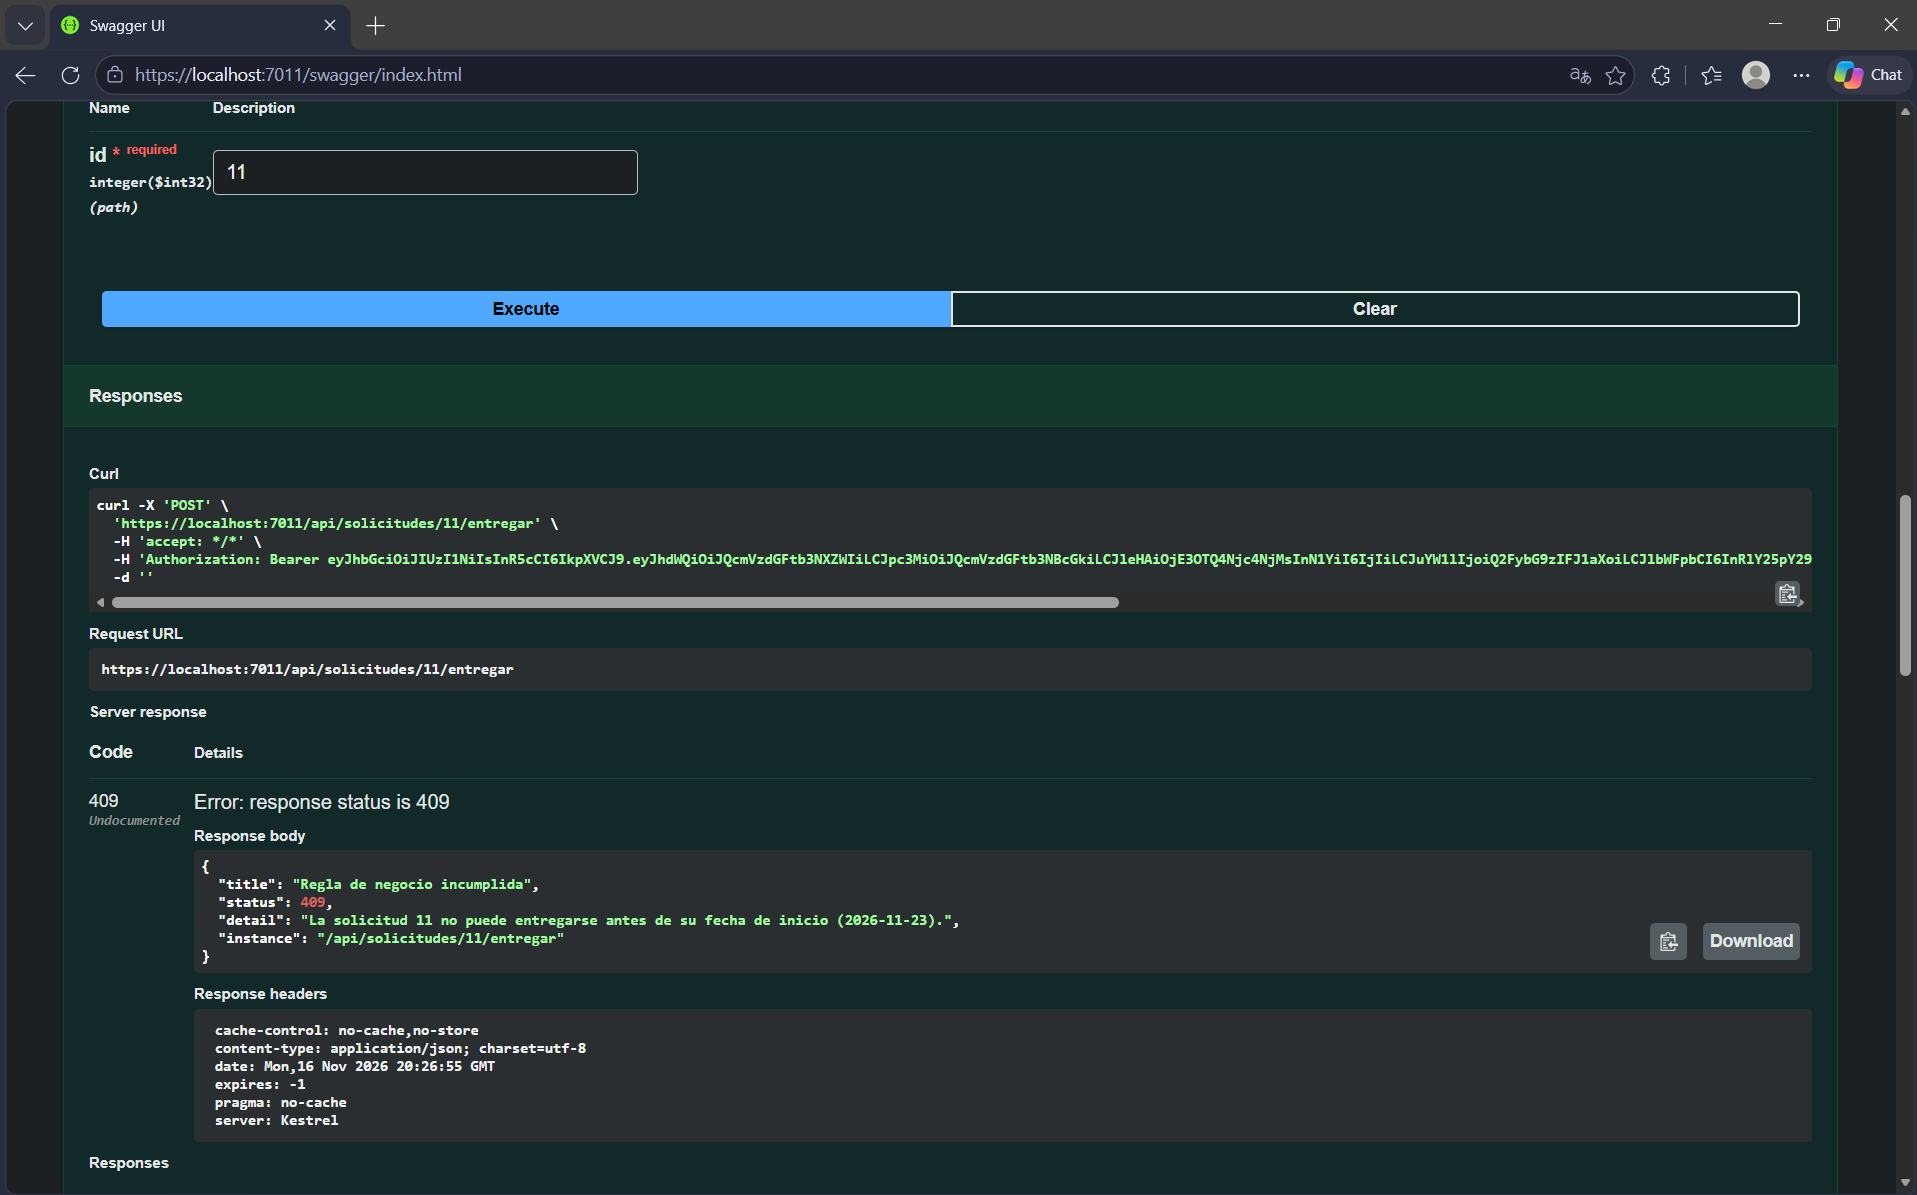 Swagger UI
https://localhost:7011/swagger/index.html
Chat
Name Description
id * required
integer($int32)
(path)
11
Execute Clear
Responses
Curl
curl -X 'POST' \
'https://localhost:7011/api/solicitudes/11/entregar' \
-H 'accept: */*' \
-H 'Authorization: Bearer eyJhbGciOiJIUzI1NiIsInR5cCI6IkpXVCJ9.eyJhdWQiOiJQcmVzdGFtb3NXZWIiLCJpc3MiOiJQcmVzdGFtb3NBcGkiLCJleHAiOjE3OTQ4Njc4NjMsInN1YiI6IjIiLCJuYW1lIjoiQ2FybG9zIFJ1aXoiLCJlbWFpbCI6InRlY25pY29
-d ''
Request URL
https://localhost:7011/api/solicitudes/11/entregar
Server response
Code Details
409
Undocumented
Error: response status is 409
Response body
{
"title": "Regla de negocio incumplida",
"status": 409,
"detail": "La solicitud 11 no puede entregarse antes de su fecha de inicio (2026-11-23).",
"instance": "/api/solicitudes/11/entregar"
}
Download
Response headers
cache-control: no-cache,no-store
content-type: application/json; charset=utf-8
date: Mon,16 Nov 2026 20:26:55 GMT
expires: -1
pragma: no-cache
server: Kestrel
Responses